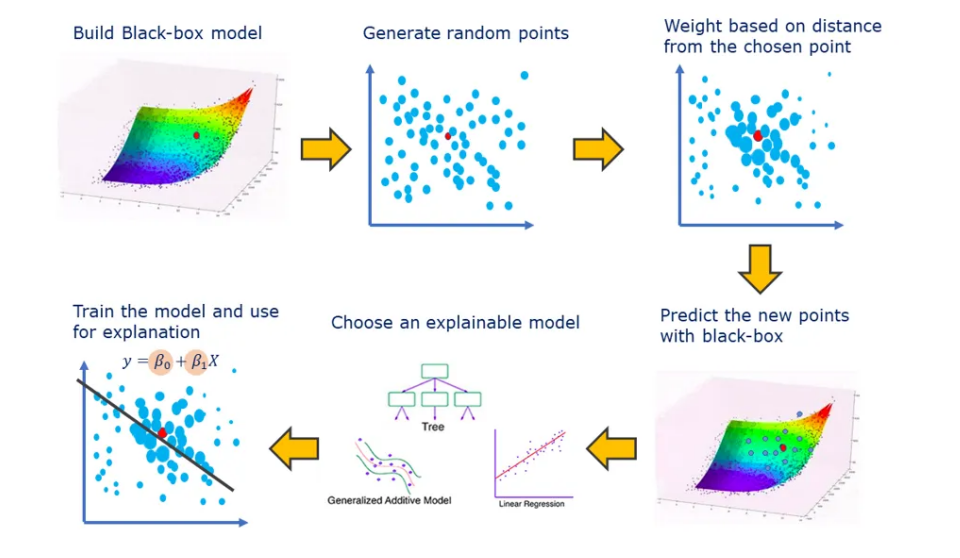 Build Black-box model
Generate random points
Weight based on distance
from the chosen point
Predict the new points
with black-box
Choose an explainable model
Tree
Generalized Additive Model
Linear Regression
Train the model and use
for explanation
y = β₀ + β₁X